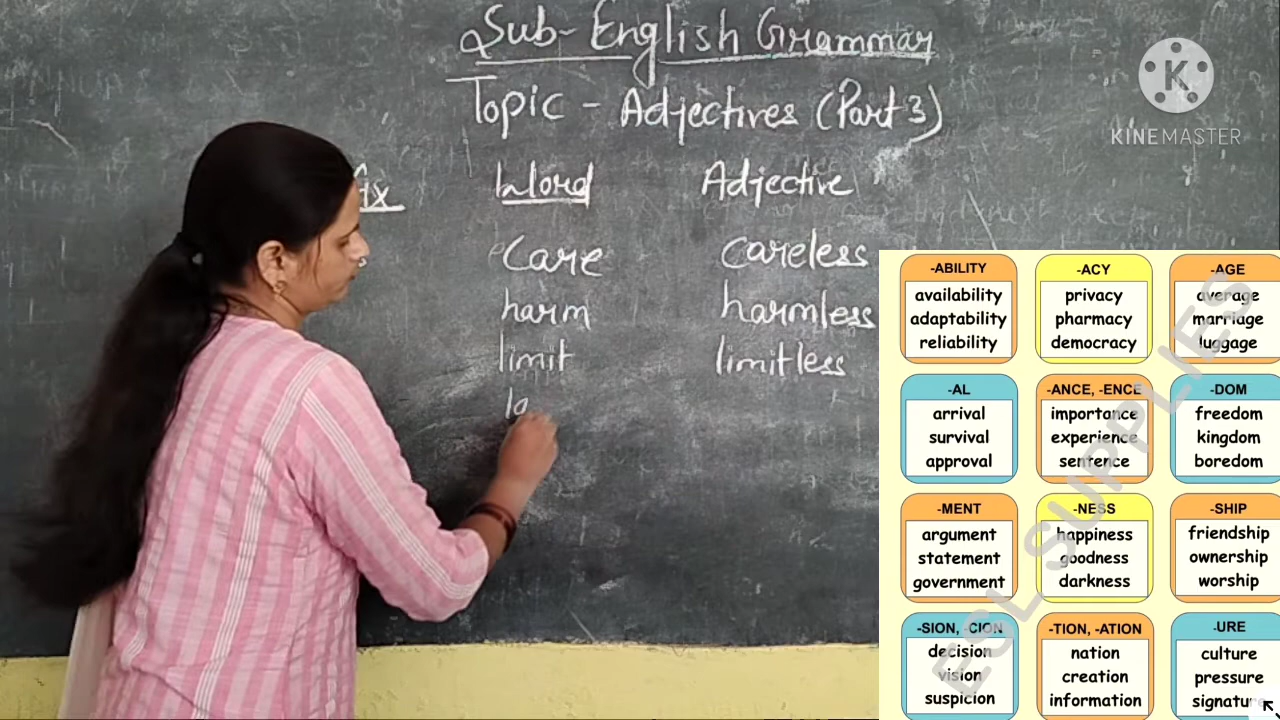 Sub- English Grammar
Topic - Adjectives (Part 3)
Word Adjective
Care Careless
harm harmless
limit limitless
KINEMASTER
-ABILITY
availability
adaptability
reliability
-ACY
privacy
pharmacy
democracy
-AGE
average
marriage
luggage
-AL
arrival
survival
approval
-ANCE, -ENCE
importance
experience
sentence
-DOM
freedom
kingdom
boredom
-MENT
argument
statement
government
-NESS
happiness
goodness
darkness
-SHIP
friendship
ownership
worship
-SION, -CION
decision
vision
suspicion
-TION, -ATION
nation
creation
information
-URE
culture
pressure
signature
ESL SUPPLIES